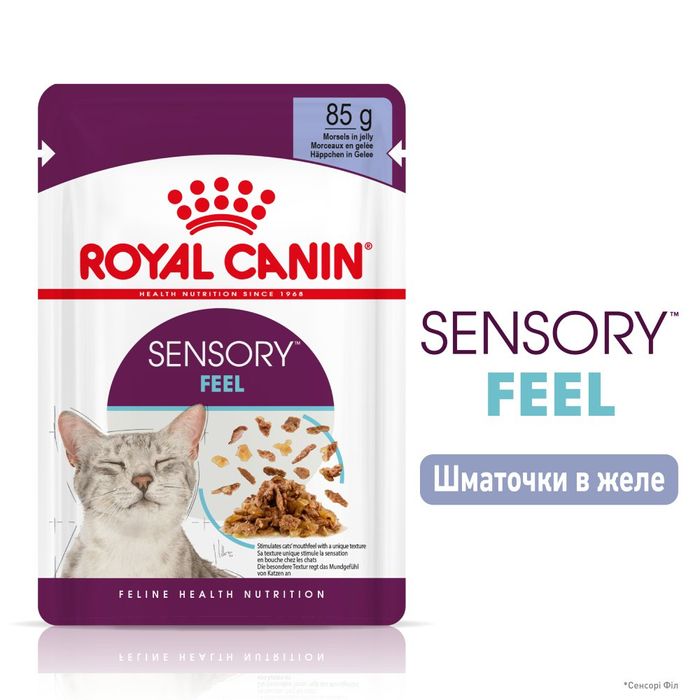 85 g
Morsels in jelly
Morceaux en gelée
Häppchen in Gelee
ROYAL CANIN®
HEALTH NUTRITION SINCE 1968
SENSORY™
FEEL
Stimulates cats' mouthfeel with a unique texture
Sa texture unique stimule la sensation
en bouche chez les chats
Die besondere Textur regt das Mundgefühl
von Katzen an
FELINE HEALTH NUTRITION
SENSORY™
FEEL
Шматочки в желе
*Сенсорі Філ